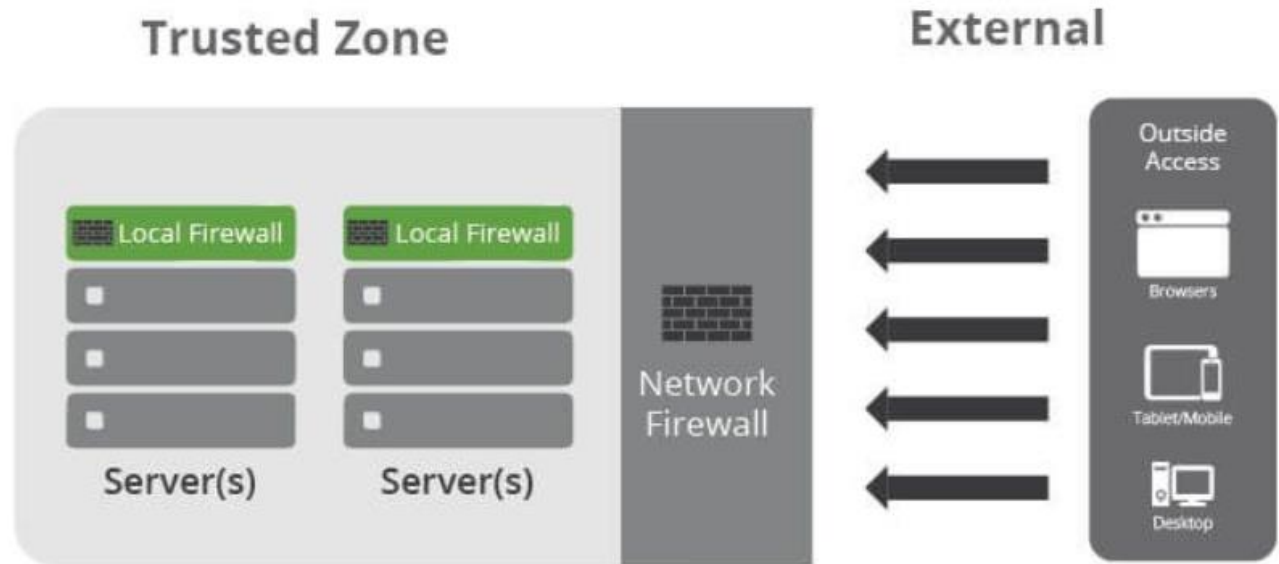 Trusted Zone
External
Local Firewall
Local Firewall
Server(s)
Server(s)
Network
Firewall
Outside
Access
Browsers
Tablet/Mobile
Desktop